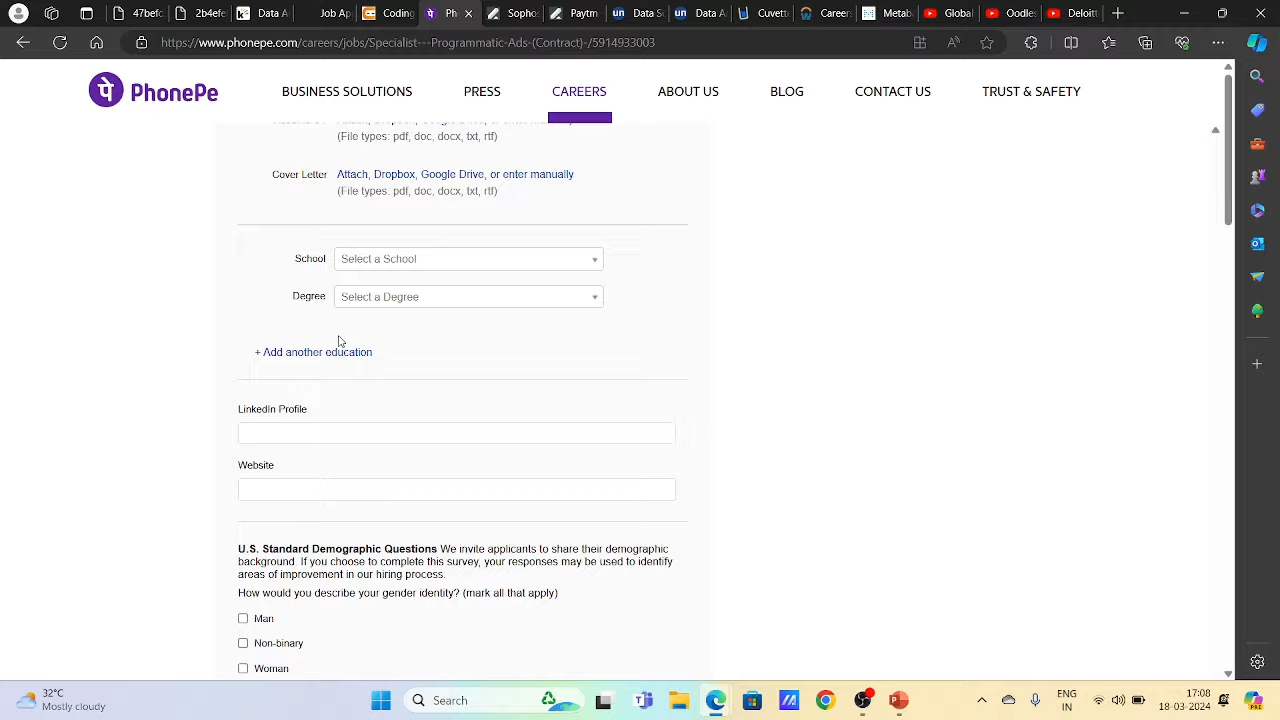 47befc
2b4efe
Data A
Job Ap
Coding
Ph
Sopho
Paytm
Data S
Data A
Cuvett
Career
Metab
Global
Oodles
Deloitt
https://www.phonepe.com/careers/jobs/Specialist---Programmatic-Ads-(Contract)-/5914933003
PhonePe
BUSINESS SOLUTIONS
PRESS
CAREERS
ABOUT US
BLOG
CONTACT US
TRUST & SAFETY
(File types: pdf, doc, docx, txt, rtf)
Cover Letter Attach, Dropbox, Google Drive, or enter manually
(File types: pdf, doc, docx, txt, rtf)
School Select a School
Degree Select a Degree
+ Add another education
LinkedIn Profile
Website
U.S. Standard Demographic Questions We invite applicants to share their demographic
background. If you choose to complete this survey, your responses may be used to identify
areas of improvement in our hiring process.
How would you describe your gender identity? (mark all that apply)
Man
Non-binary
Woman
32°C
Mostly cloudy
Search
ENG
IN
17:08
18-03-2024